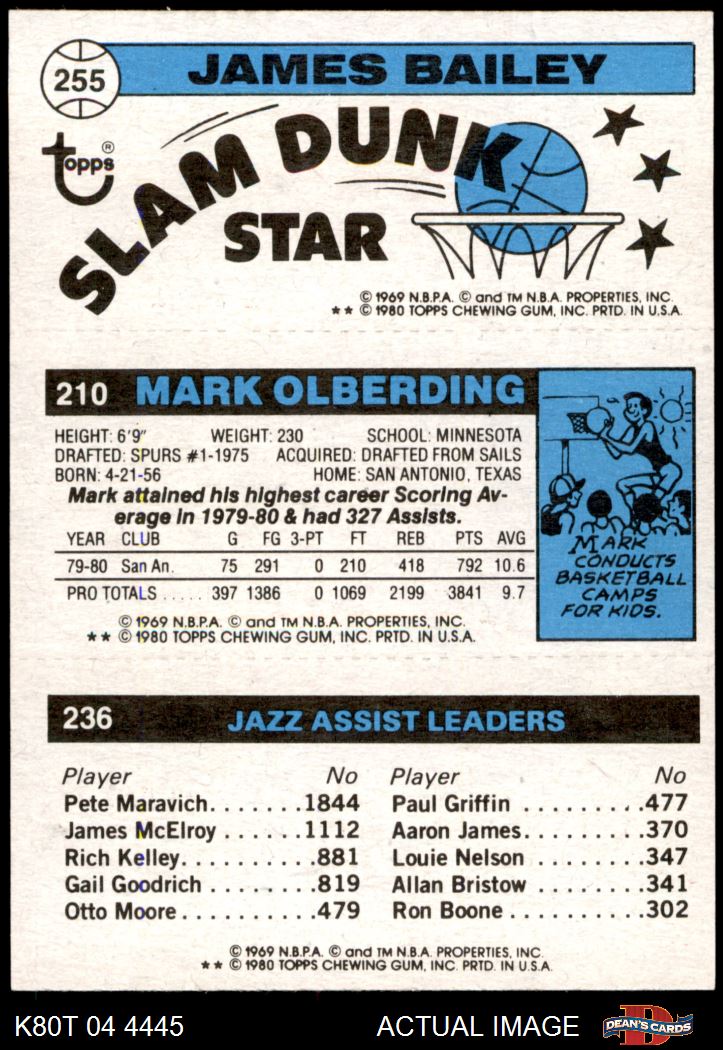 255 JAMES BAILEY
topps®
SLAM DUNK
STAR
© 1969 N.B.P.A. © and TM N.B.A. PROPERTIES, INC.
** © 1980 TOPPS CHEWING GUM, INC. PRTD. IN U.S.A.
210 MARK OLBERDING
HEIGHT: 6'9" WEIGHT: 230 SCHOOL: MINNESOTA
DRAFTED: SPURS #1-1975 ACQUIRED: DRAFTED FROM SAILS
BORN: 4-21-56 HOME: SAN ANTONIO, TEXAS
Mark attained his highest career Scoring Av-
erage in 1979-80 & had 327 Assists.
YEAR CLUB G FG 3-PT FT REB PTS AVG
79-80 San An. 75 291 0 210 418 792 10.6
PRO TOTALS ..... 397 1386 0 1069 2199 3841 9.7
© 1969 N.B.P.A. © and TM N.B.A. PROPERTIES, INC.
** © 1980 TOPPS CHEWING GUM, INC. PRTD. IN U.S.A.
MARK
CONDUCTS
BASKETBALL
CAMPS
FOR KIDS.
236 JAZZ ASSIST LEADERS
Player No Player No
Pete Maravich.......1844 Paul Griffin .........477
James McElroy ......1112 Aaron James.........370
Rich Kelley..........881 Louie Nelson ........347
Gail Goodrich ........819 Allan Bristow ........341
Otto Moore..........479 Ron Boone ..........302
© 1969 N.B.P.A. © and TM N.B.A. PROPERTIES, INC.
** © 1980 TOPPS CHEWING GUM, INC. PRTD. IN U.S.A.
K80T 04 4445 ACTUAL IMAGE D DEAN'S CARDS